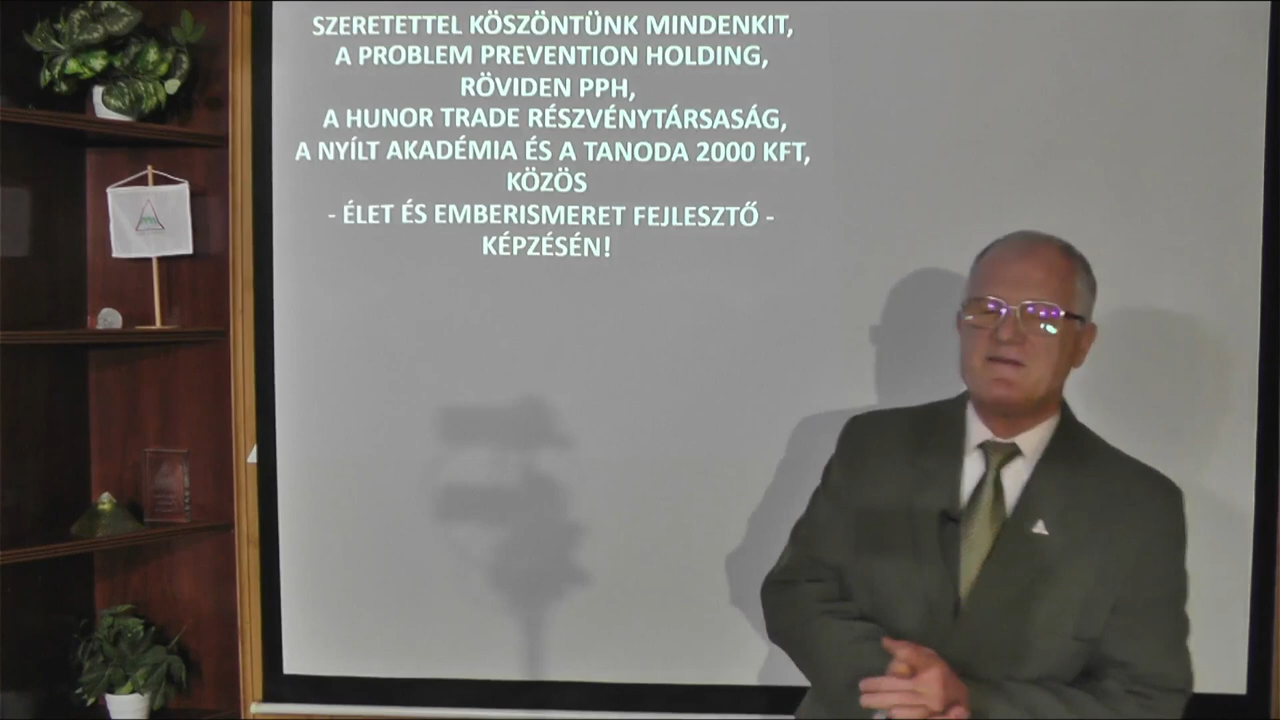 SZERETETTEL KÖSZÖNTÜNK MINDENKIT,
A PROBLEM PREVENTION HOLDING,
RÖVIDEN PPH,
A HUNOR TRADE RÉSZVÉNYTÁRSASÁG,
A NYÍLT AKADÉMIA ÉS A TANODA 2000 KFT,
KÖZÖS
- ÉLET ÉS EMBERISMERET FEJLESZTŐ -
KÉPZÉSÉN!